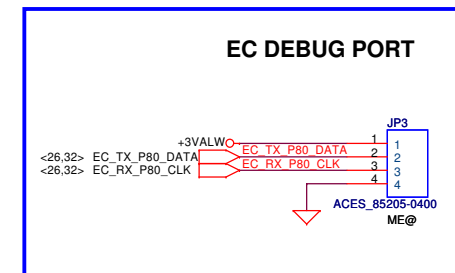 EC DEBUG PORT
JP3
+3VALW 1 1
<26,32> EC_TX_P80_DATA EC_TX_P80_DATA 2 2
<26,32> EC_RX_P80_CLK EC_RX_P80_CLK 3 3
4 4
ACES_85205-0400
ME@